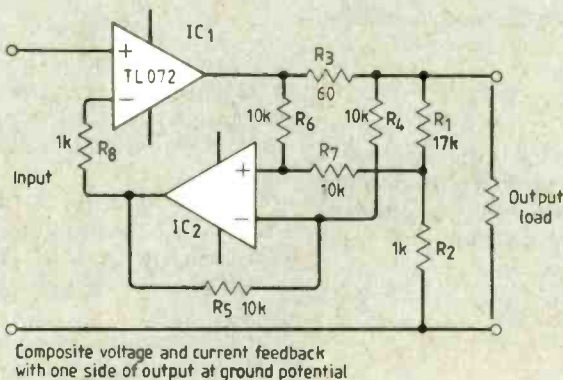 IC1
+
TL072
−
R3
60
10k
R6
10k
R4
R1
17k
1k
R8
R7
10k
Input
+
−
IC2
Output
load
1k
R2
R5 10k
Composite voltage and current feedback
with one side of output at ground potential